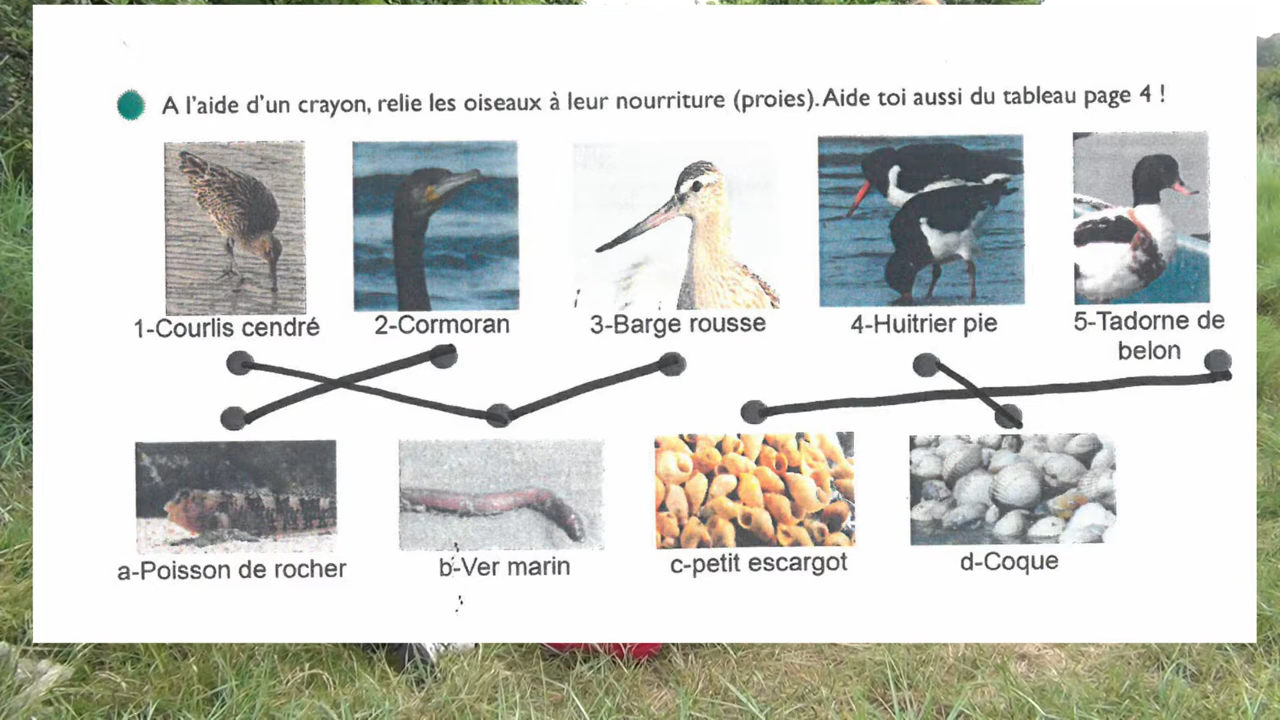 A l'aide d'un crayon, relie les oiseaux à leur nourriture (proies). Aide toi aussi du tableau page 4 !
1-Courlis cendré
2-Cormoran
3-Barge rousse
4-Huitrier pie
5-Tadorne de
belon
a-Poisson de rocher
b-Ver marin
c-petit escargot
d-Coque